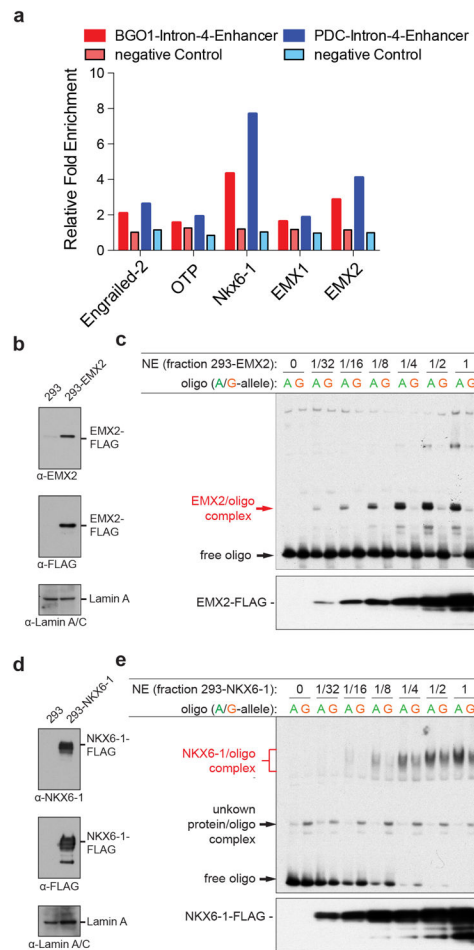 a
BGO1-Intron-4-Enhancer PDC-Intron-4-Enhancer
negative Control negative Control
Relative Fold Enrichment
10
8
6
4
2
0
Engrailed-2 OTP Nkx6-1 EMX1 EMX2
b
293 293-EMX2
EMX2-
FLAG
α-EMX2
EMX2-
FLAG
α-FLAG
Lamin A
α-Lamin A/C
c
NE (fraction 293-EMX2): 0 1/32 1/16 1/8 1/4 1/2 1
oligo (A/G-allele): A G A G A G A G A G A G A G
EMX2/oligo
complex
free oligo
EMX2-FLAG -
d
293 293-NKX6-1
NKX6-1-
FLAG
α-NKX6-1
NKX6-1-
FLAG
α-FLAG
Lamin A
α-Lamin A/C
e
NE (fraction 293-NKX6-1): 0 1/32 1/16 1/8 1/4 1/2 1
oligo (A/G-allele): A G A G A G A G A G A G A G
NKX6-1/oligo
complex
unkown
protein/oligo
complex
free oligo
NKX6-1-FLAG -